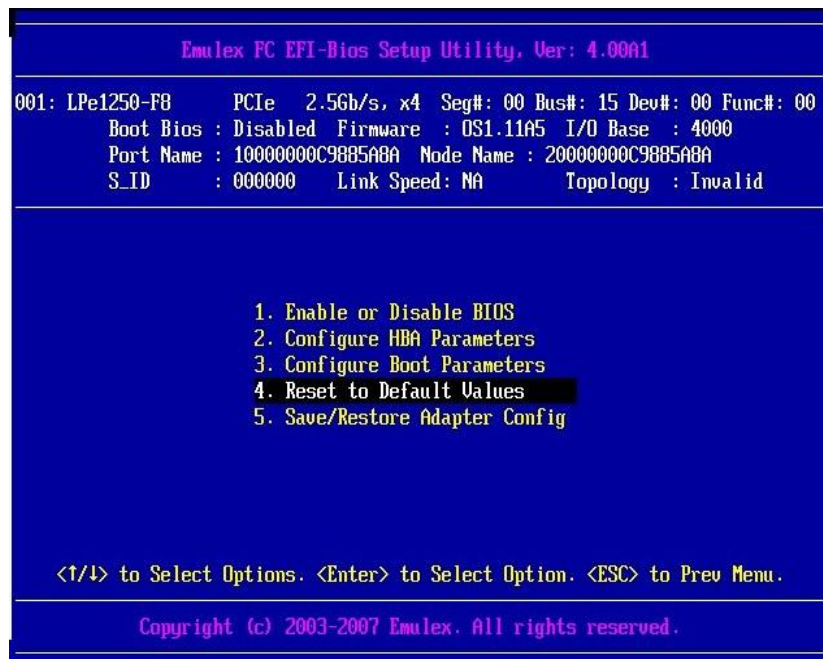 Emulex FC EFI-Bios Setup Utility, Ver: 4.00A1
001: LPe1250-F8 PCIe 2.5Gb/s, x4 Seg#: 00 Bus#: 15 Dev#: 00 Func#: 00
Boot Bios : Disabled Firmware : OS1.11A5 I/O Base : 4000
Port Name : 10000000C9885A8A Node Name : 20000000C9885A8A
S_ID : 000000 Link Speed: NA Topology : Invalid
1. Enable or Disable BIOS
2. Configure HBA Parameters
3. Configure Boot Parameters
4. Reset to Default Values
5. Save/Restore Adapter Config
<↑/↓> to Select Options. <Enter> to Select Option. <ESC> to Prev Menu.
Copyright (c) 2003-2007 Emulex. All rights reserved.